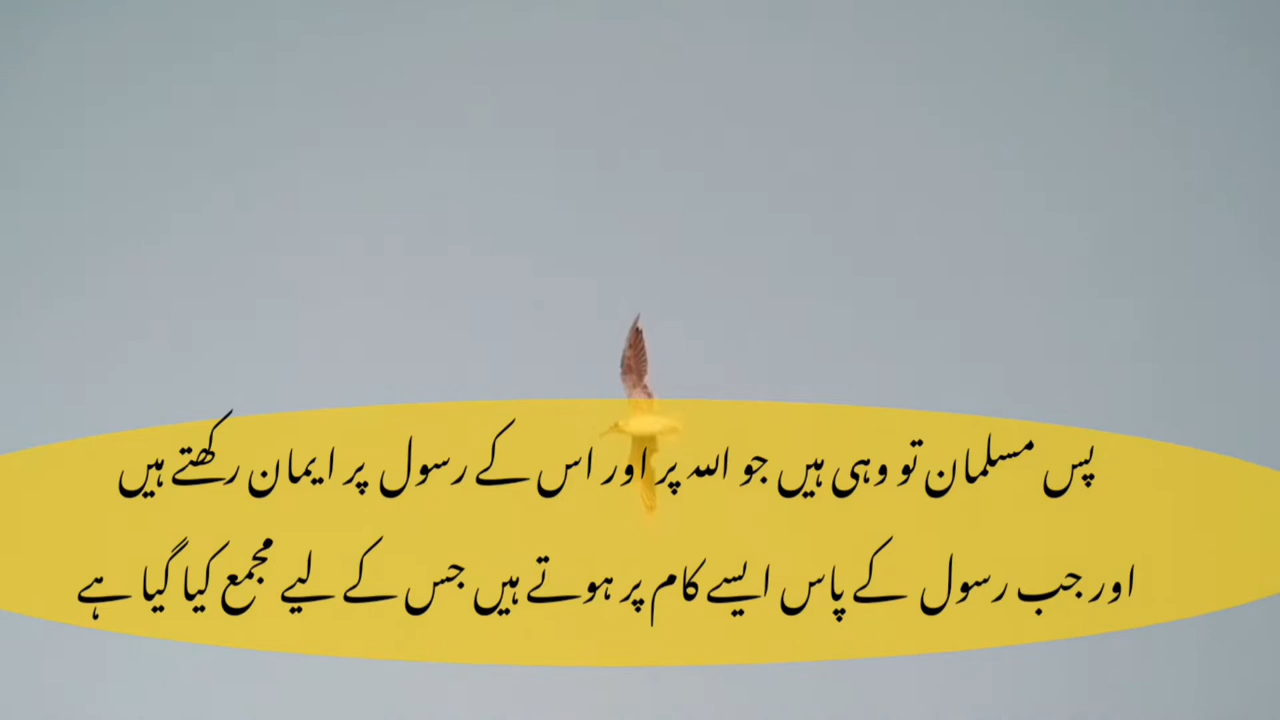 پس مسلمان تو وہی ہیں جو اللہ پر اور اس کے رسول پر ایمان رکھتے ہیں
اور جب رسول کے پاس ایسے کام پر ہوتے ہیں جس کے لیے مجمع کیا گیا ہے